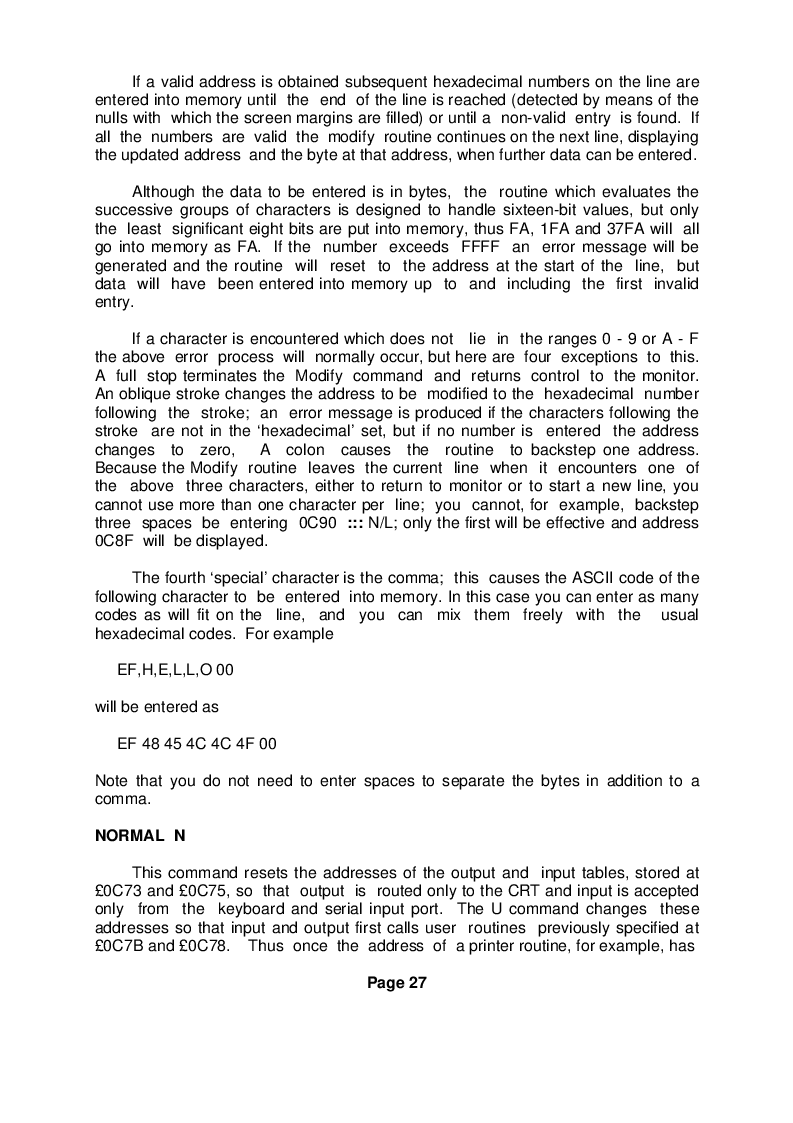 If a valid address is obtained subsequent hexadecimal numbers on the line are
entered into memory until the end of the line is reached (detected by means of the
nulls with which the screen margins are filled) or until a non-valid entry is found. If
all the numbers are valid the modify routine continues on the next line, displaying
the updated address and the byte at that address, when further data can be entered.
Although the data to be entered is in bytes, the routine which evaluates the
successive groups of characters is designed to handle sixteen-bit values, but only
the least significant eight bits are put into memory, thus FA, 1FA and 37FA will all
go into memory as FA. If the number exceeds FFFF an error message will be
generated and the routine will reset to the address at the start of the line, but
data will have been entered into memory up to and including the first invalid
entry.
If a character is encountered which does not lie in the ranges 0 - 9 or A - F
the above error process will normally occur, but here are four exceptions to this.
A full stop terminates the Modify command and returns control to the monitor.
An oblique stroke changes the address to be modified to the hexadecimal number
following the stroke; an error message is produced if the characters following the
stroke are not in the ‘hexadecimal’ set, but if no number is entered the address
changes to zero, A colon causes the routine to backstep one address.
Because the Modify routine leaves the current line when it encounters one of
the above three characters, either to return to monitor or to start a new line, you
cannot use more than one character per line; you cannot, for example, backstep
three spaces be entering 0C90 ::: N/L; only the first will be effective and address
0C8F will be displayed.
The fourth ‘special’ character is the comma; this causes the ASCII code of the
following character to be entered into memory. In this case you can enter as many
codes as will fit on the line, and you can mix them freely with the usual
hexadecimal codes. For example
EF,H,E,L,L,O 00
will be entered as
EF 48 45 4C 4C 4F 00
Note that you do not need to enter spaces to separate the bytes in addition to a
comma.
NORMAL N
This command resets the addresses of the output and input tables, stored at
£0C73 and £0C75, so that output is routed only to the CRT and input is accepted
only from the keyboard and serial input port. The U command changes these
addresses so that input and output first calls user routines previously specified at
£0C7B and £0C78. Thus once the address of a printer routine, for example, has
Page 27